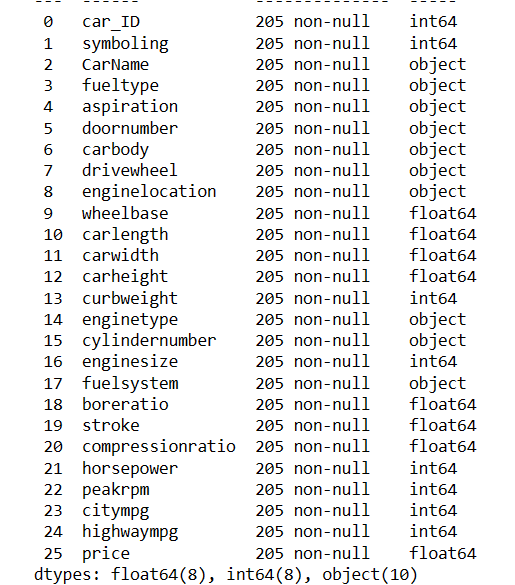 ---  ------            --------------  -----
0   car_ID            205 non-null    int64
1   symboling         205 non-null    int64
2   CarName           205 non-null    object
3   fueltype          205 non-null    object
4   aspiration        205 non-null    object
5   doornumber        205 non-null    object
6   carbody           205 non-null    object
7   drivewheel        205 non-null    object
8   enginelocation    205 non-null    object
9   wheelbase         205 non-null    float64
10  carlength         205 non-null    float64
11  carwidth          205 non-null    float64
12  carheight         205 non-null    float64
13  curbweight        205 non-null    int64
14  enginetype        205 non-null    object
15  cylindernumber    205 non-null    object
16  enginesize        205 non-null    int64
17  fuelsystem        205 non-null    object
18  boreratio         205 non-null    float64
19  stroke            205 non-null    float64
20  compressionratio  205 non-null    float64
21  horsepower        205 non-null    int64
22  peakrpm           205 non-null    int64
23  citympg           205 non-null    int64
24  highwaympg        205 non-null    int64
25  price             205 non-null    float64
dtypes: float64(8), int64(8), object(10)